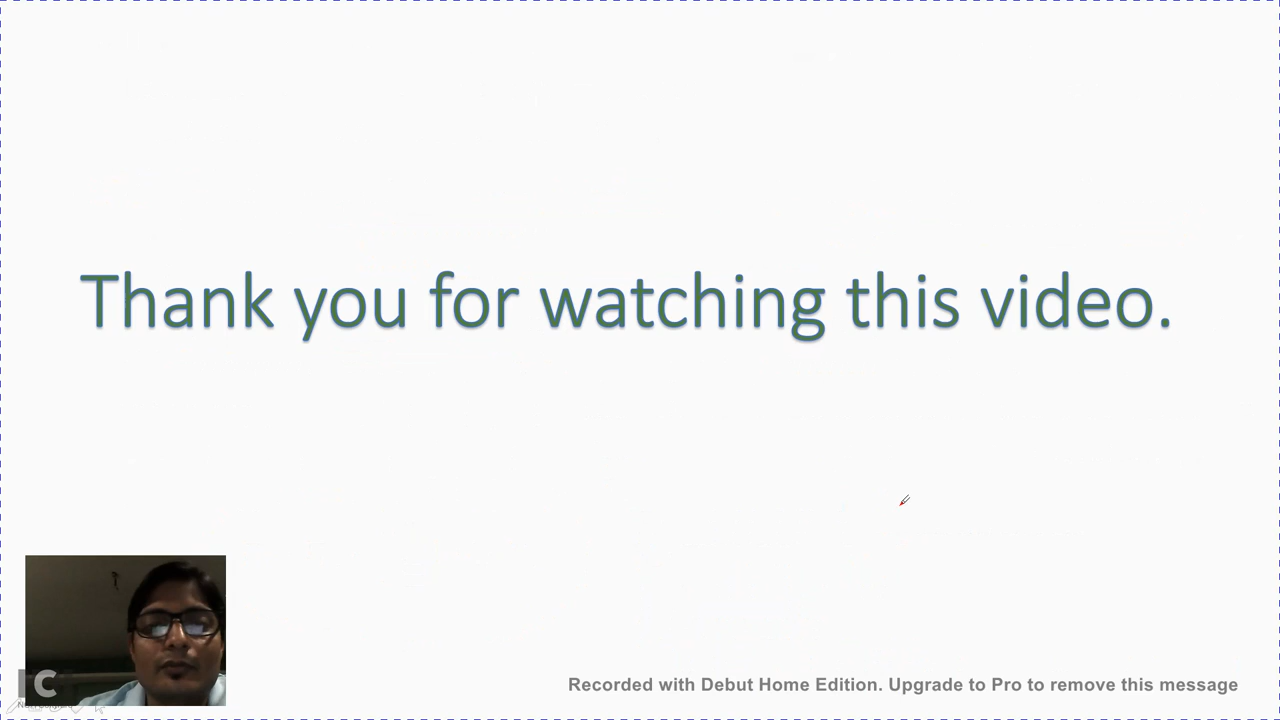 Thank you for watching this video.
Recorded with Debut Home Edition. Upgrade to Pro to remove this message